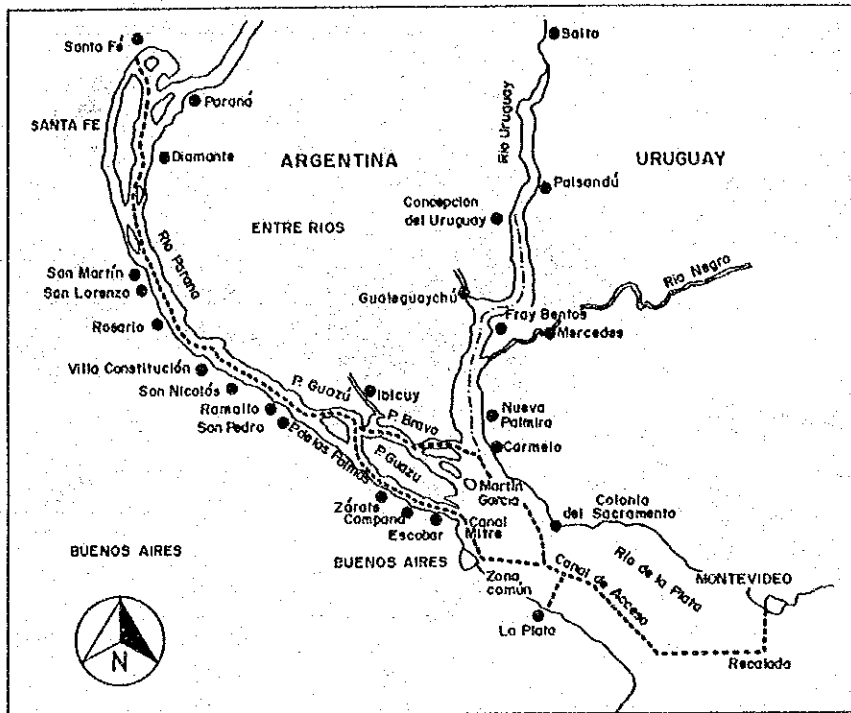 Santa Fé
Salto
Paraná
SANTA FE
Diamante
ARGENTINA
URUGUAY
Río Uruguay
Paisandú
Concepción
del Uruguay
ENTRE RIOS
Río Paraná
Río Negro
San Martín
San Lorenzo
Gualeguaychú
Fray Bentos
Mercedes
Rosario
Villa Constitución
P. Guazú
Ibicuy
San Nicolás
P. Bravo
Nueva
Palmira
Ramallo
San Pedro
P. de las Palmas
P. Guazú
Carmelo
Martín
García
Zárate
Campana
Escobar
Canal
Mitre
Colonia
del Sacramento
BUENOS AIRES
BUENOS AIRES
Zona
común
Canal de Acceso
Río de la Plata
MONTEVIDEO
La Plata
Recalada
N